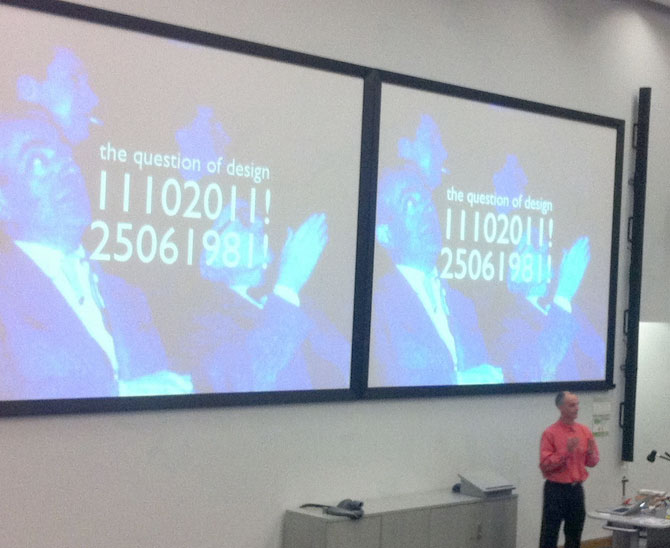 the question of design
11102011!
25061981!
the question of design
11102011!
25061981!